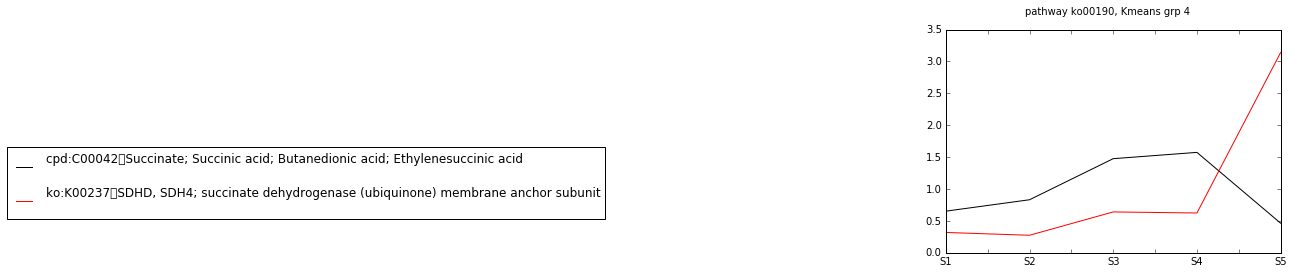 pathway ko00190, Kmeans grp 4
3.5
3.0
2.5
2.0
1.5
1.0
0.5
0.0
S1 S2 S3 S4 S5
cpd:C00042▯Succinate; Succinic acid; Butanedionic acid; Ethylenesuccinic acid
ko:K00237▯SDHD, SDH4; succinate dehydrogenase (ubiquinone) membrane anchor subunit